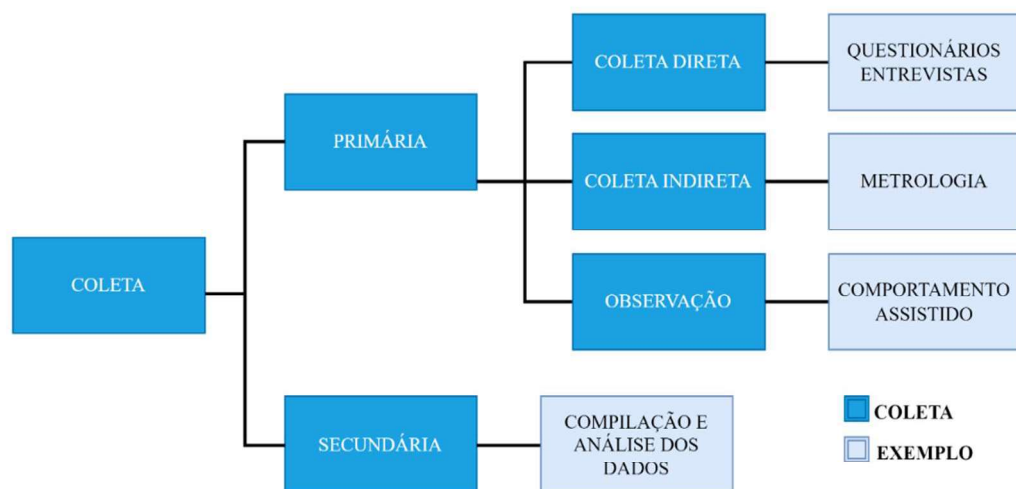 COLETA DIRETA
QUESTIONÁRIOS
ENTREVISTAS
PRIMÁRIA
COLETA INDIRETA
METROLOGIA
COLETA
OBSERVAÇÃO
COMPORTAMENTO
ASSISTIDO
SECUNDÁRIA
COMPILAÇÃO E
ANÁLISE DOS
DADOS
COLETA
EXEMPLO